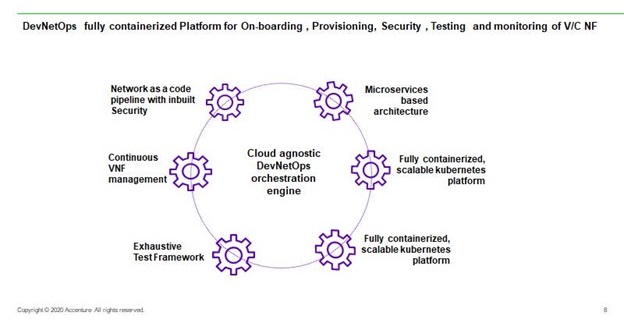 DevNetOps fully containerized Platform for On-boarding , Provisioning, Security , Testing and monitoring of V/C NF
Network as a code
pipeline with inbuilt
Security
Microservices
based
architecture
Continuous
VNF
management
Cloud agnostic
DevNetOps
orchestration
engine
Fully containerized,
scalable kubernetes
platform
Exhaustive
Test Framework
Fully containerized,
scalable kubernetes
platform
Copyright © 2020 Accenture All rights reserved.
8